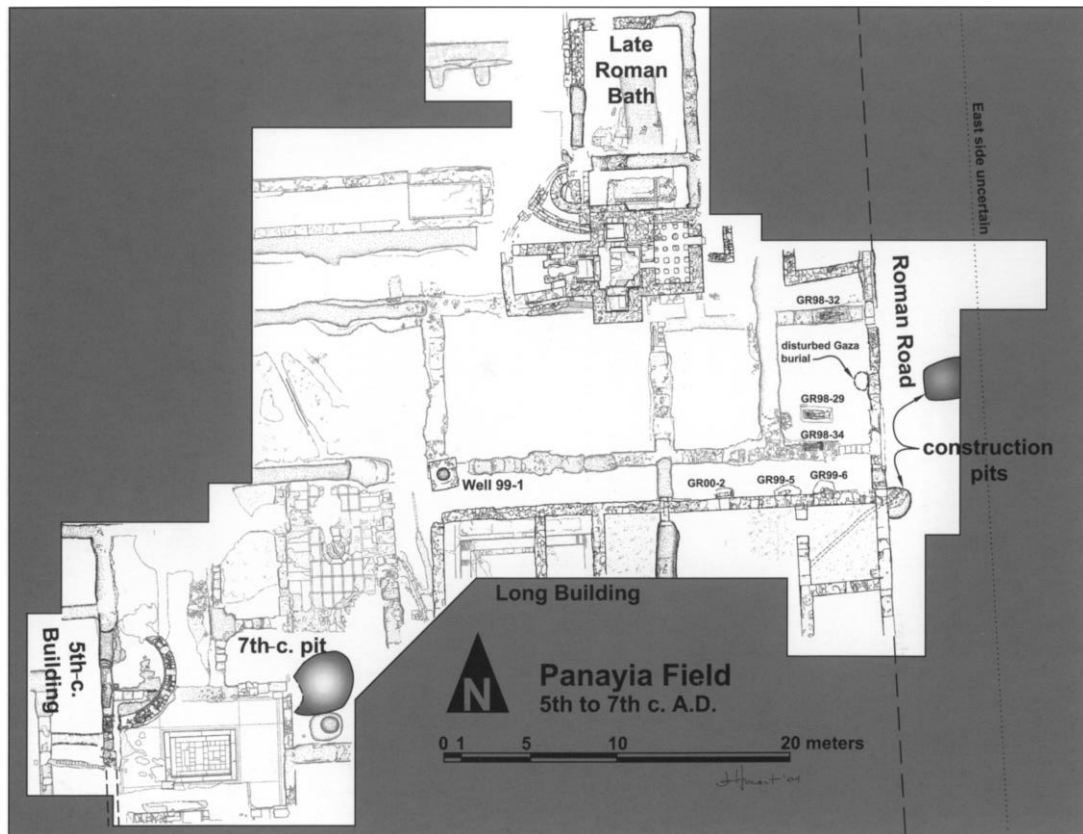 Late
Roman
Bath
East side uncertain
Roman Road
GR98-32
disturbed Gaza
burial
GR98-29
GR98-34
construction
pits
Well 99-1
GR00-2
GR99-5
GR99-6
Long Building
5th-c.
Building
7th-c. pit
N
Panayia Field
5th to 7th c. A.D.
0 1 5 10 20 meters